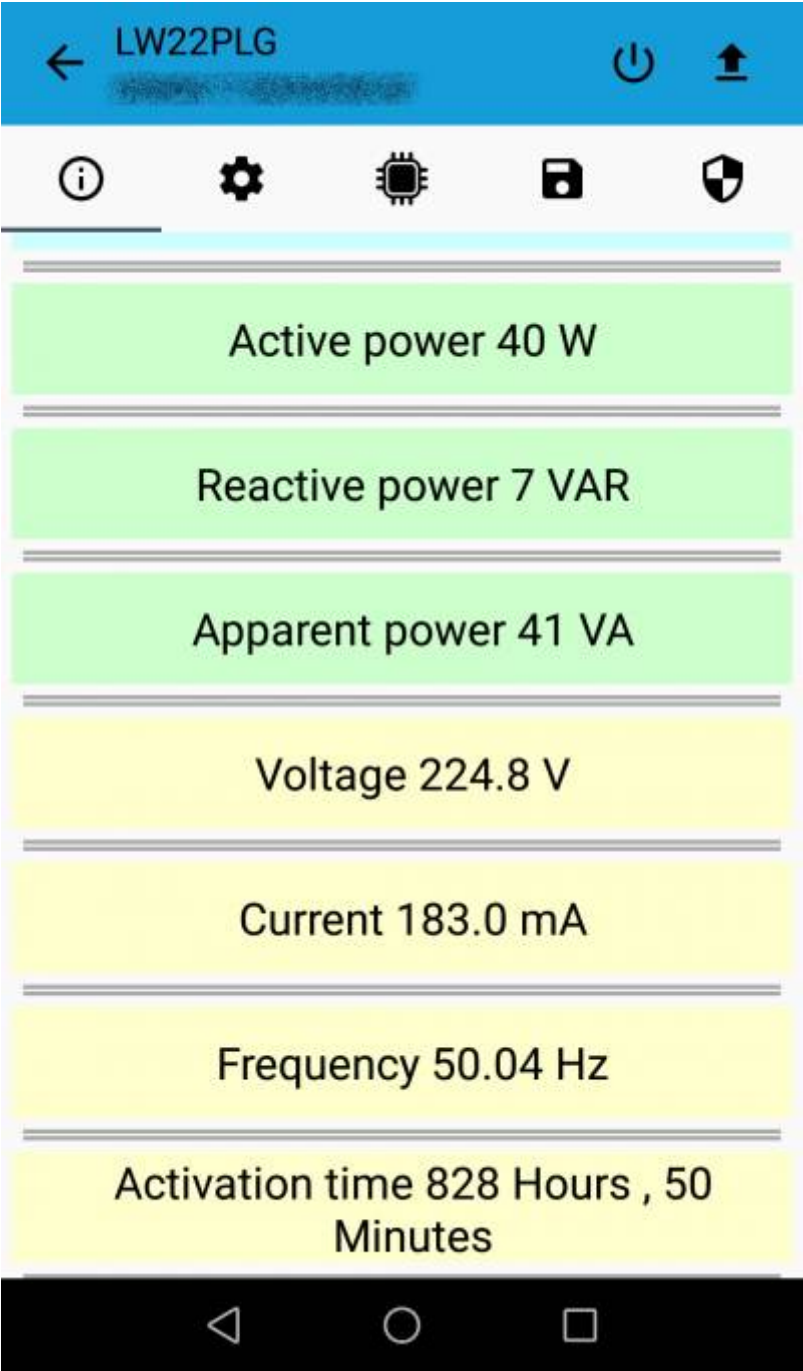 LW22PLG
Active power 40 W
Reactive power 7 VAR
Apparent power 41 VA
Voltage 224.8 V
Current 183.0 mA
Frequency 50.04 Hz
Activation time 828 Hours , 50
Minutes